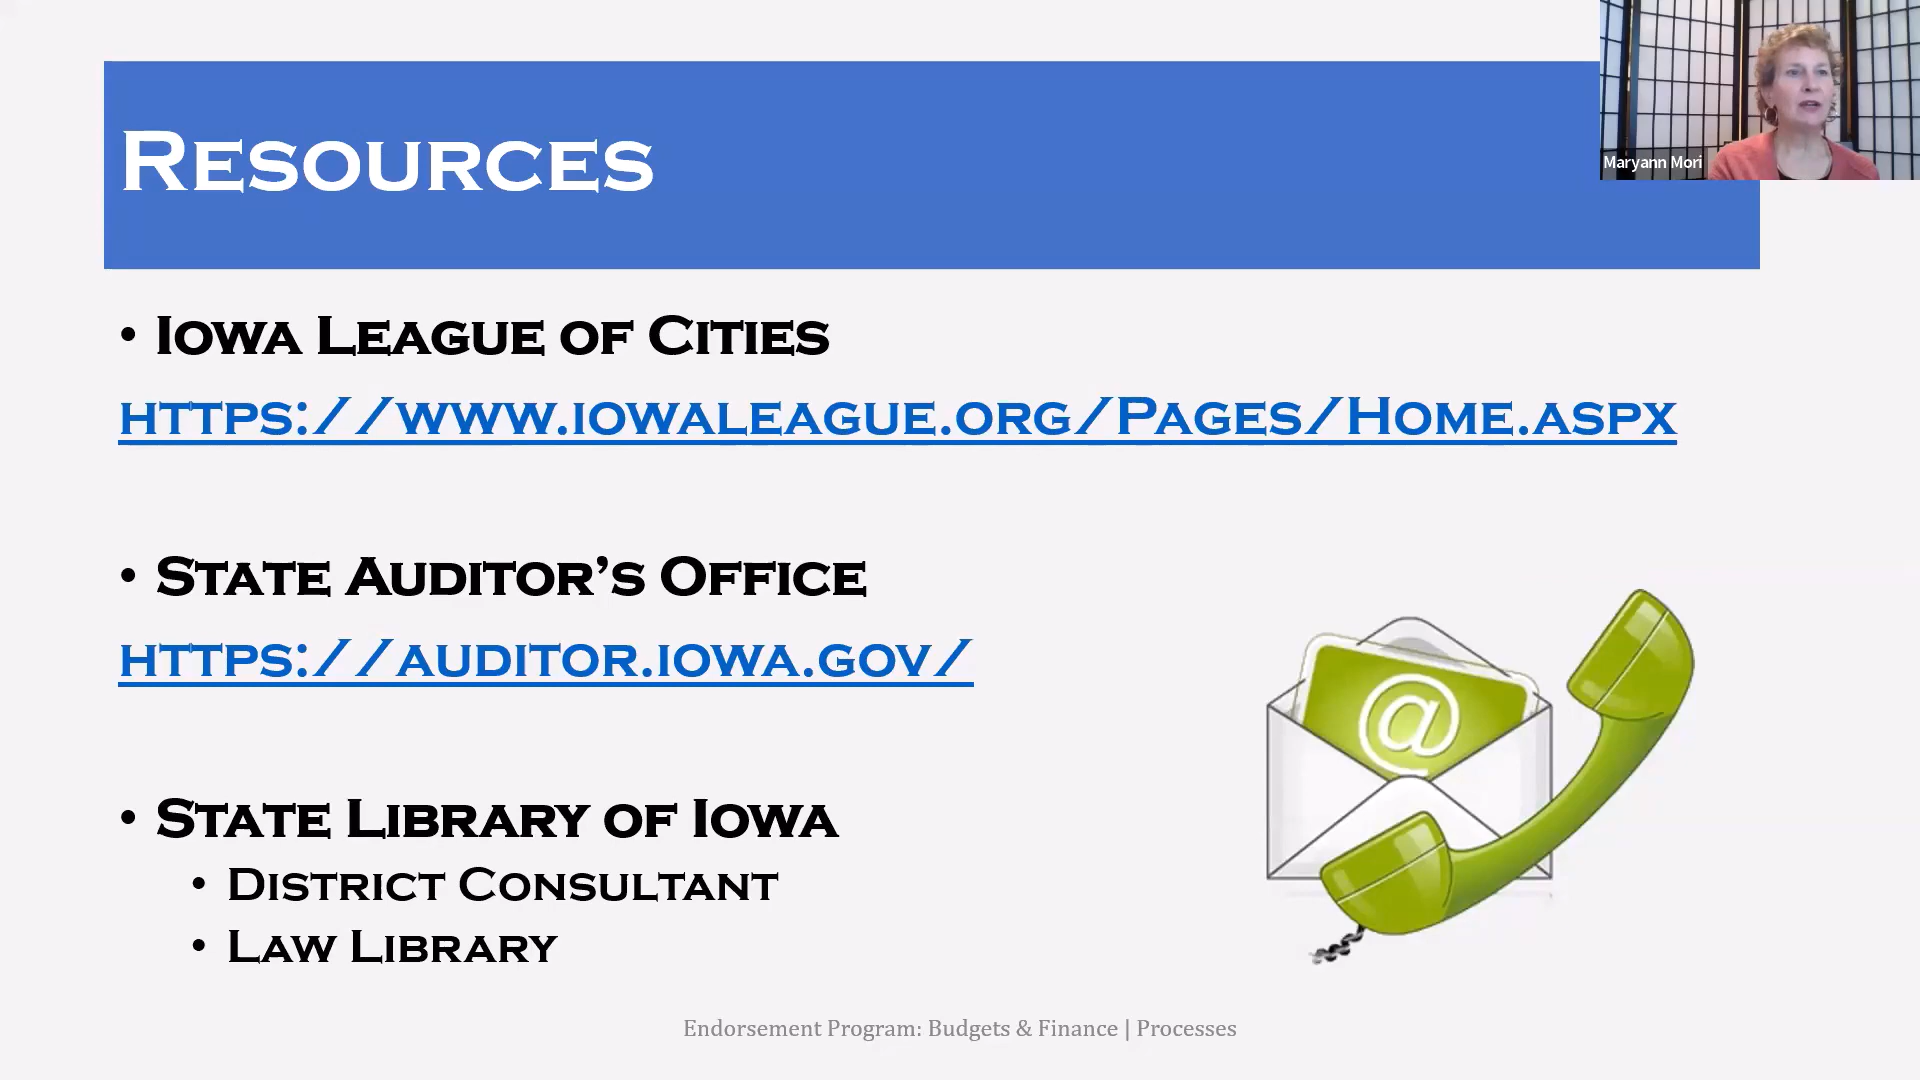 Resources
Maryann Mori
• Iowa League of Cities
https://www.iowaleague.org/Pages/Home.aspx
• State Auditor’s Office
https://auditor.iowa.gov/
• State Library of Iowa
• District Consultant
• Law Library
@
Endorsement Program: Budgets & Finance | Processes